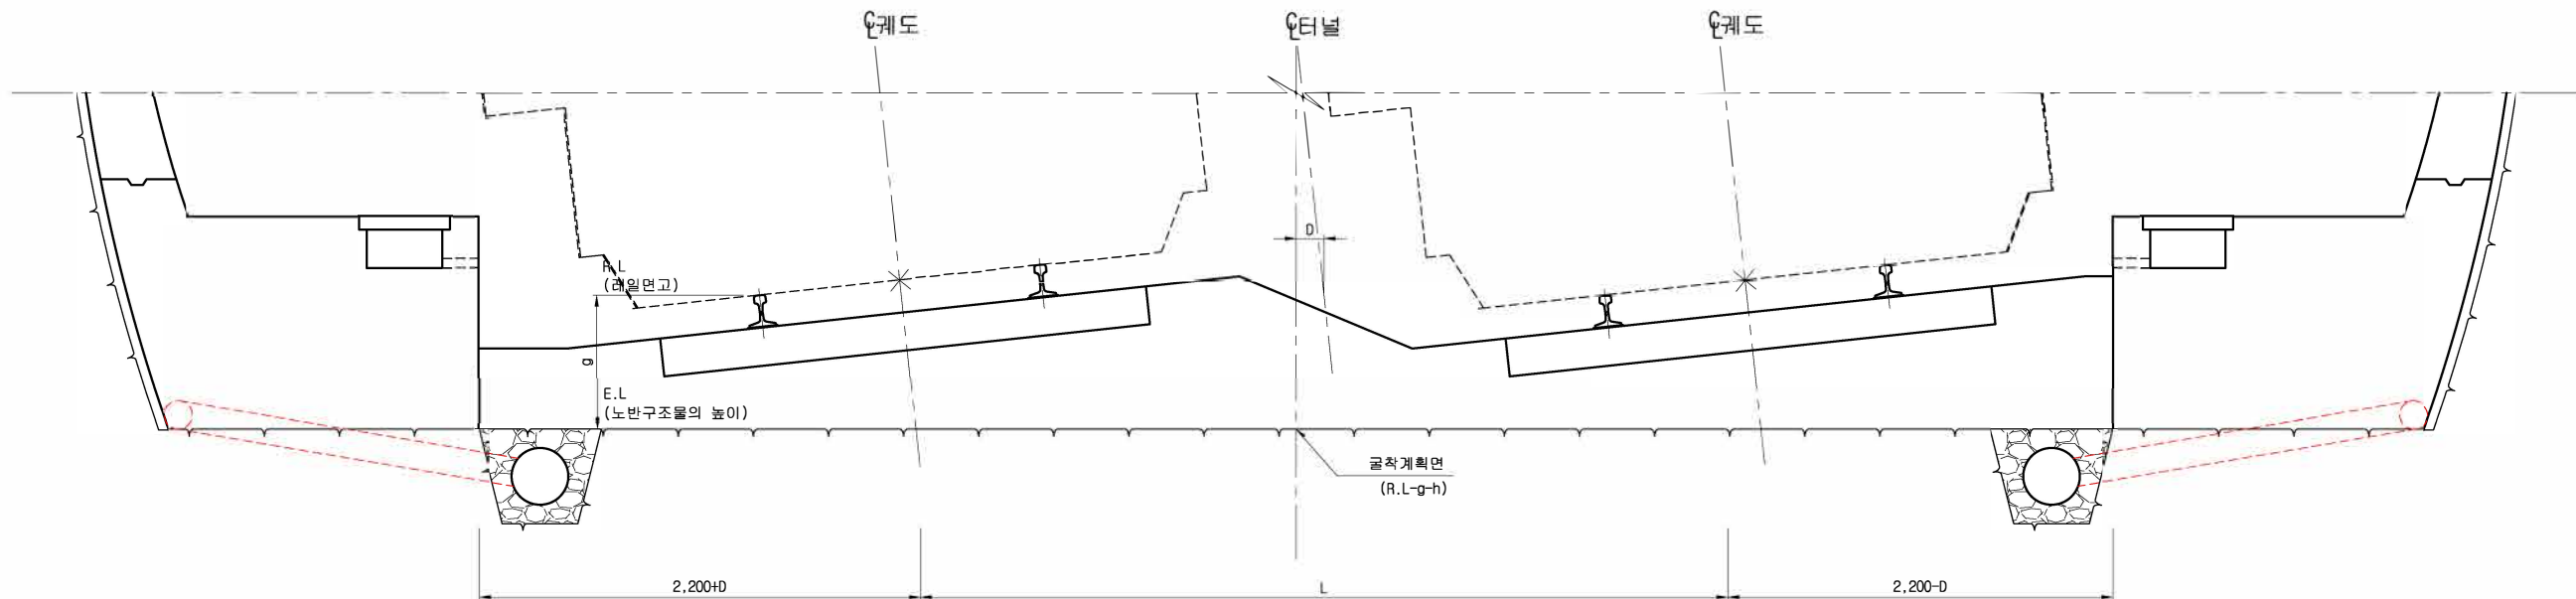 ℄궤도
℄터널
℄궤도
D
R.L
(레일면고)
g
E.L
(노반구조물의 높이)
굴착계획면
(R.L-g-h)
2,200+D
L
2,200-D